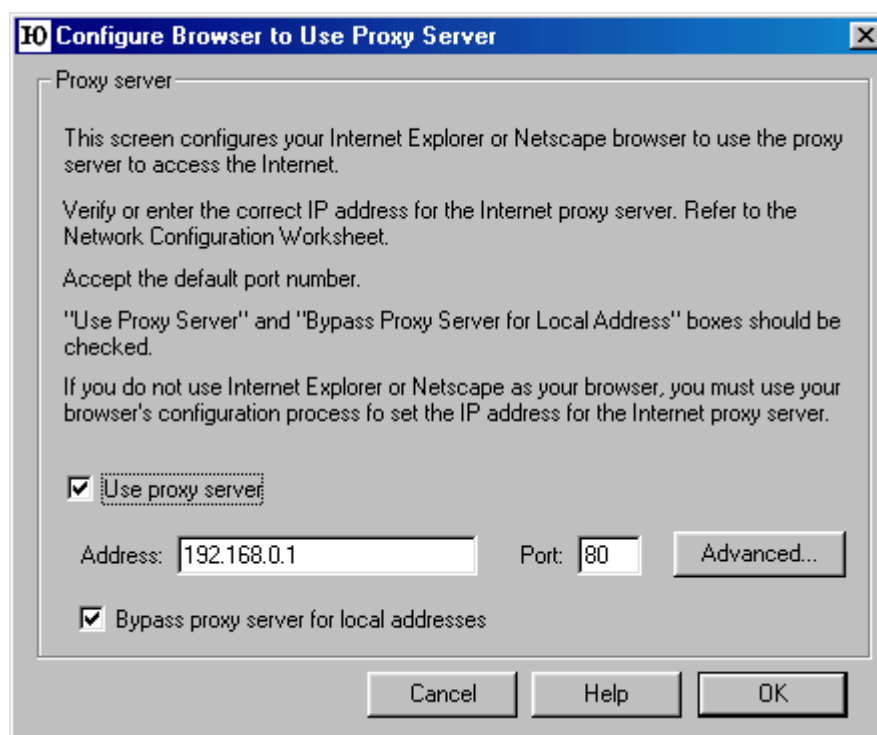 Ю Configure Browser to Use Proxy Server
Proxy server
This screen configures your Internet Explorer or Netscape browser to use the proxy
server to access the Internet.
Verify or enter the correct IP address for the Internet proxy server. Refer to the
Network Configuration Worksheet.
Accept the default port number.
"Use Proxy Server" and "Bypass Proxy Server for Local Address" boxes should be
checked.
If you do not use Internet Explorer or Netscape as your browser, you must use your
browser's configuration process fo set the IP address for the Internet proxy server.
Use proxy server
Address: 192.168.0.1 Port: 80 Advanced...
Bypass proxy server for local addresses
Cancel Help OK